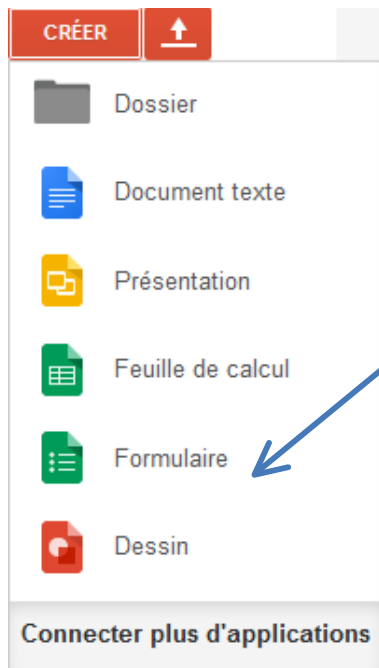 CRÉER
Dossier
Document texte
Présentation
Feuille de calcul
Formulaire
Dessin
Connecter plus d'applications